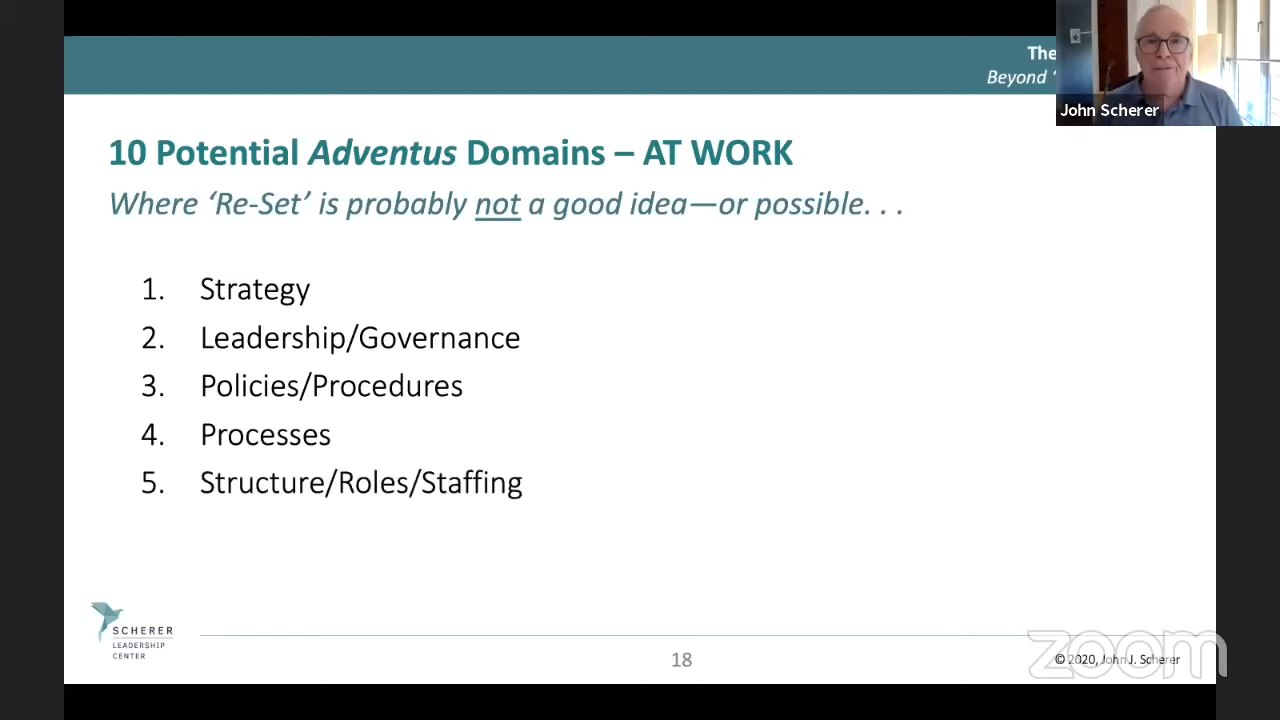 The
Beyond ‘
John Scherer
10 Potential Adventus Domains – AT WORK
Where ‘Re-Set’ is probably not a good idea—or possible. . .
1. Strategy
2. Leadership/Governance
3. Policies/Procedures
4. Processes
5. Structure/Roles/Staffing
SCHERER
LEADERSHIP
CENTER
18
© 2020, John J. Scherer
zoom